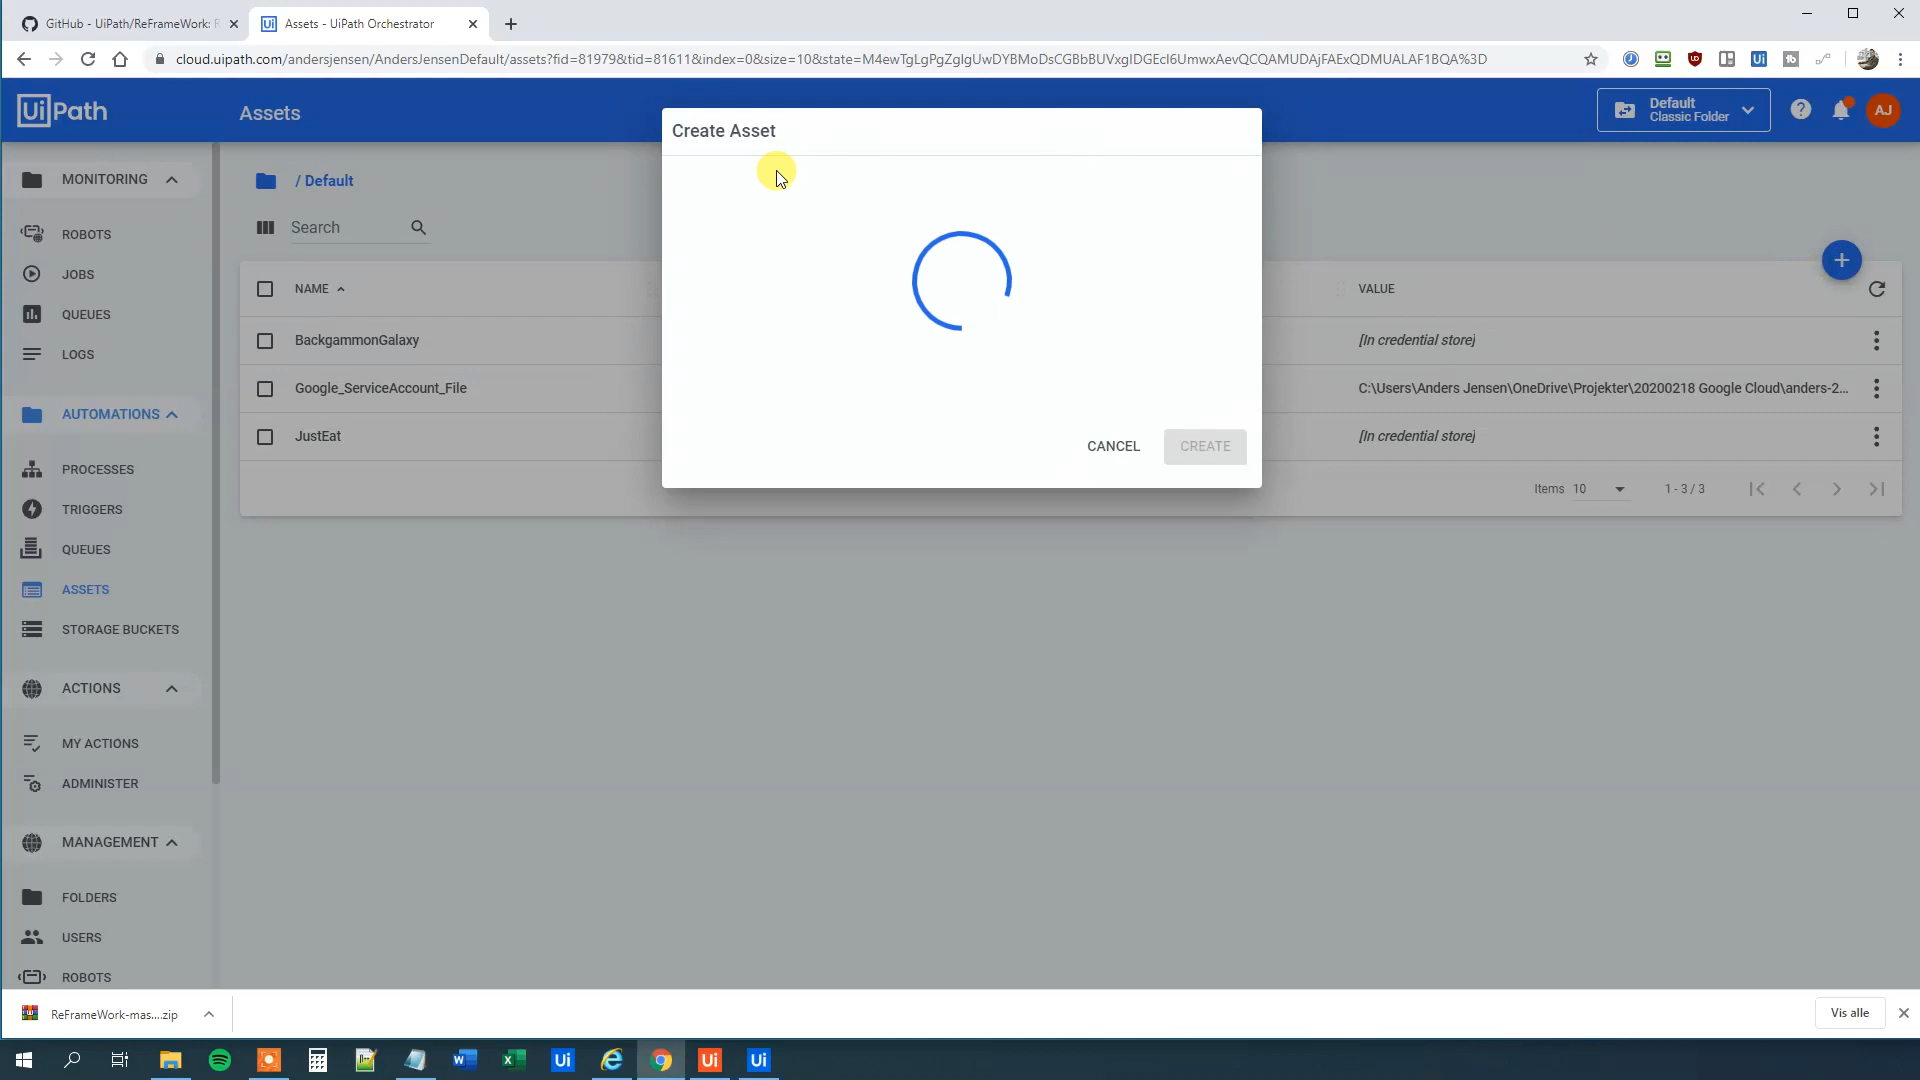 GitHub - UiPath/ReFrameWork: R
Assets - UiPath Orchestrator
cloud.uipath.com/andersjensen/AndersJensenDefault/assets?fid=81979&tid=81611&index=0&size=10&state=M4ewTgLgPgZglgUwDYBMoDsCGBbBUVxgIDGEcI6UmwxAevQCQAMUDAjFAExQDMUALAF1BQA%3D
UiPath
Assets
Default
Classic Folder
AJ
Create Asset
CANCEL
CREATE
MONITORING
ROBOTS
JOBS
QUEUES
LOGS
AUTOMATIONS
PROCESSES
TRIGGERS
QUEUES
ASSETS
STORAGE BUCKETS
ACTIONS
MY ACTIONS
ADMINISTER
MANAGEMENT
FOLDERS
USERS
ROBOTS
/ Default
Search
NAME
VALUE
BackgammonGalaxy
[In credential store]
Google_ServiceAccount_File
C:\Users\Anders Jensen\OneDrive\Projekter\20200218 Google Cloud\anders-2...
JustEat
[In credential store]
Items 10
1 - 3 / 3
ReFrameWork-mas....zip
Vis alle